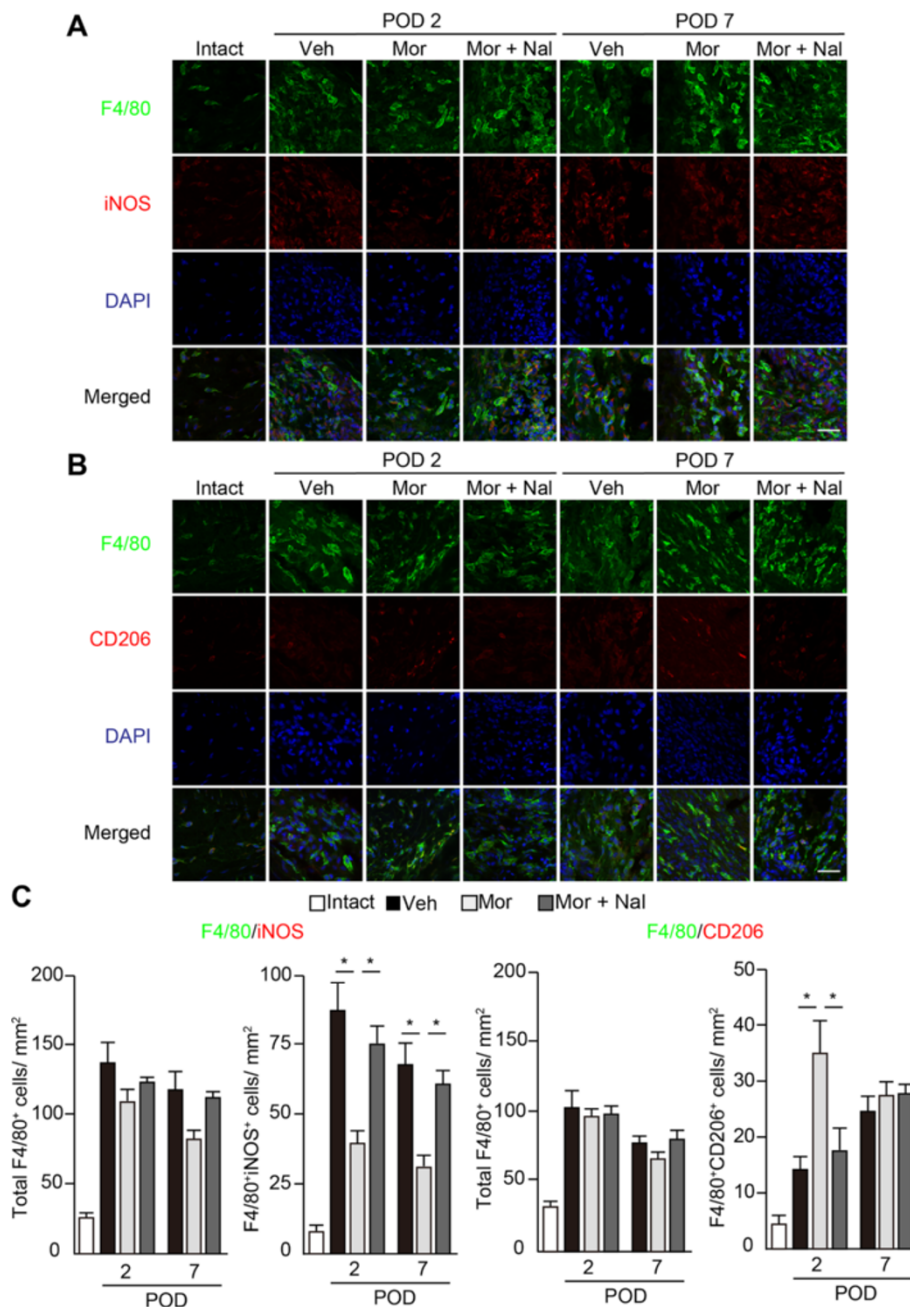 A
POD 2 POD 7
Intact Veh Mor Mor + Nal Veh Mor Mor + Nal
F4/80
iNOS
DAPI
Merged
B
POD 2 POD 7
Intact Veh Mor Mor + Nal Veh Mor Mor + Nal
F4/80
CD206
DAPI
Merged
C
Intact Veh Mor Mor + Nal
F4/80/iNOS F4/80/CD206
Total F4/80⁺ cells/ mm²
200
150
100
50
0
2 7
POD
F4/80⁺iNOS⁺ cells/ mm²
100
75
50
25
0
* * * *
2 7
POD
Total F4/80⁺ cells/ mm²
200
150
100
50
0
2 7
POD
F4/80⁺CD206⁺ cells/ mm²
50
40
30
20
10
0
* *
2 7
POD